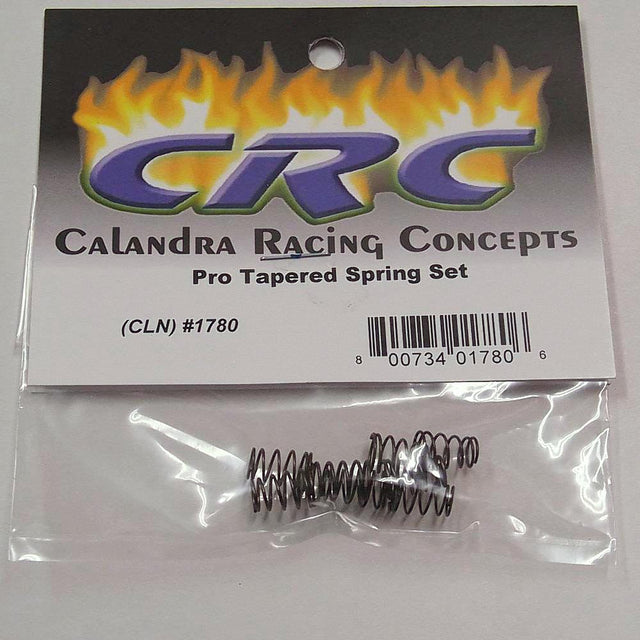 CRC
Calandra Racing Concepts
Pro Tapered Spring Set
(CLN) #1780
8 00734 01780 6